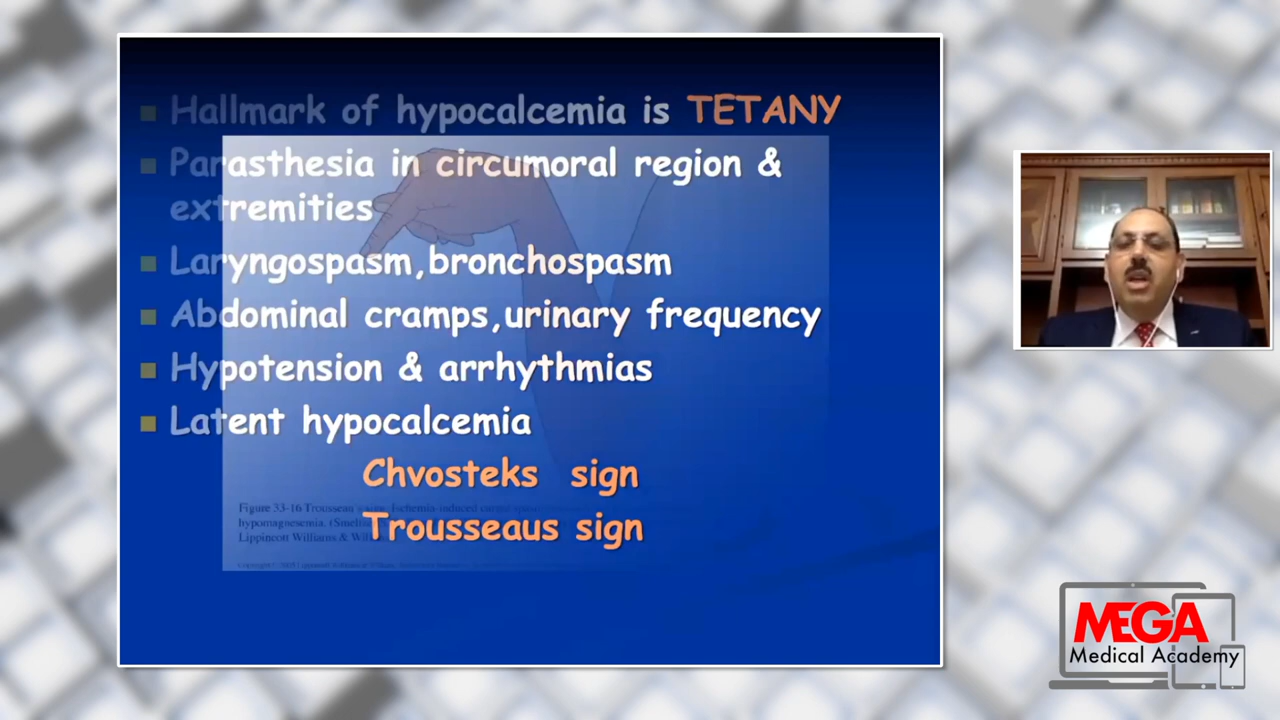 Hallmark of hypocalcemia is TETANY
Parasthesia in circumoral region &
extremities
Laryngospasm,bronchospasm
Abdominal cramps,urinary frequency
Hypotension & arrhythmias
Latent hypocalcemia
Chvosteks sign
Trousseaus sign
Figure 33-16 Trousseau
hypomagnesemia.
Lippincott Williams &
MEGA
Medical Academy